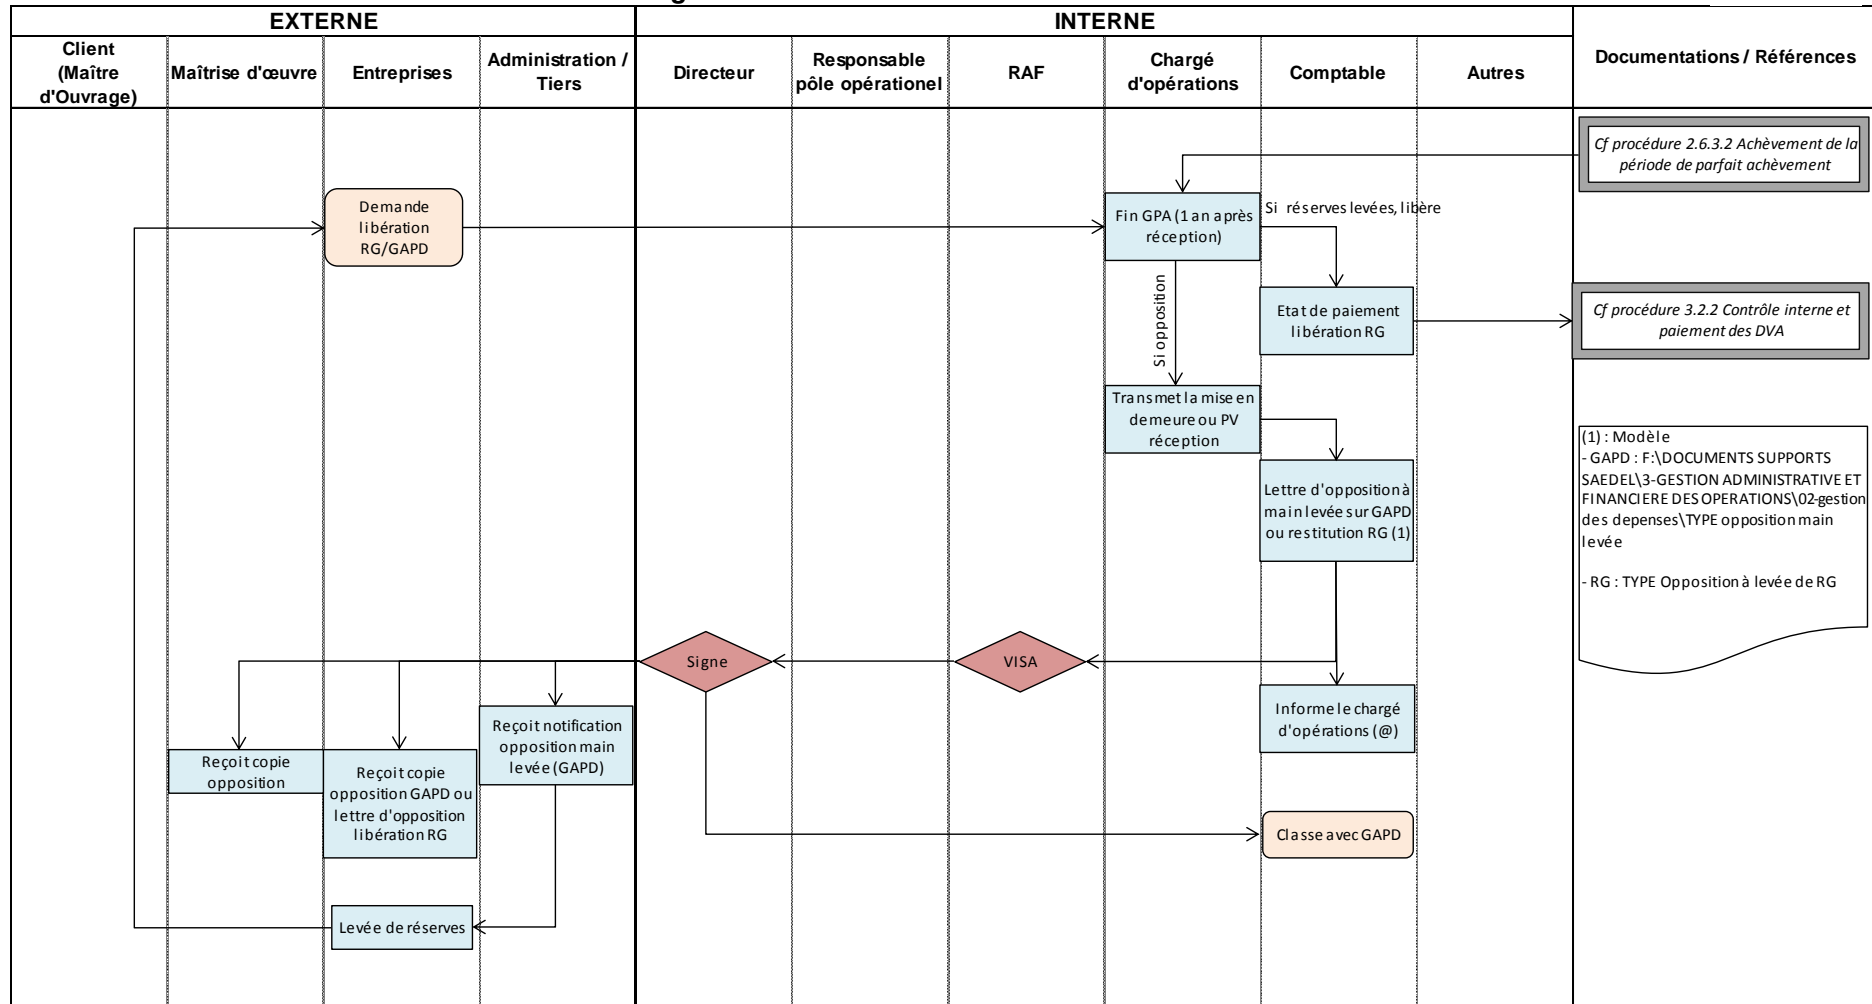 EXTERNE
INTERNE
Documentations / Références
Client
(Maître
d'Ouvrage)
Maîtrise d'œuvre
Entreprises
Administration /
Tiers
Directeur
Responsable
pôle opérationel
RAF
Chargé
d'opérations
Comptable
Autres
Cf procédure 2.6.3.2 Achèvement de la
période de parfait achèvement
Demande
libération
RG/GAPD
Fin GPA (1 an après
réception)
Si réserves levées, libère
Si opposition
Etat de paiement
libération RG
Cf procédure 3.2.2 Contrôle interne et
paiement des DVA
Transmet la mise en
demeure ou PV
réception
Lettre d'opposition à
main levée sur GAPD
ou restitution RG (1)
(1) : Modèle
- GAPD : F:\DOCUMENTS SUPPORTS
SAEDEL\3-GESTION ADMINISTRATIVE ET
FINANCIERE DES OPERATIONS\02-gestion
des depenses\TYPE opposition main
levée
- RG : TYPE Opposition à levée de RG
Signe
VISA
Informe le chargé
d'opérations (@)
Reçoit notification
opposition main
levée (GAPD)
Reçoit copie
opposition
Reçoit copie
opposition GAPD ou
lettre d'opposition
libération RG
Classe avec GAPD
Levée de réserves